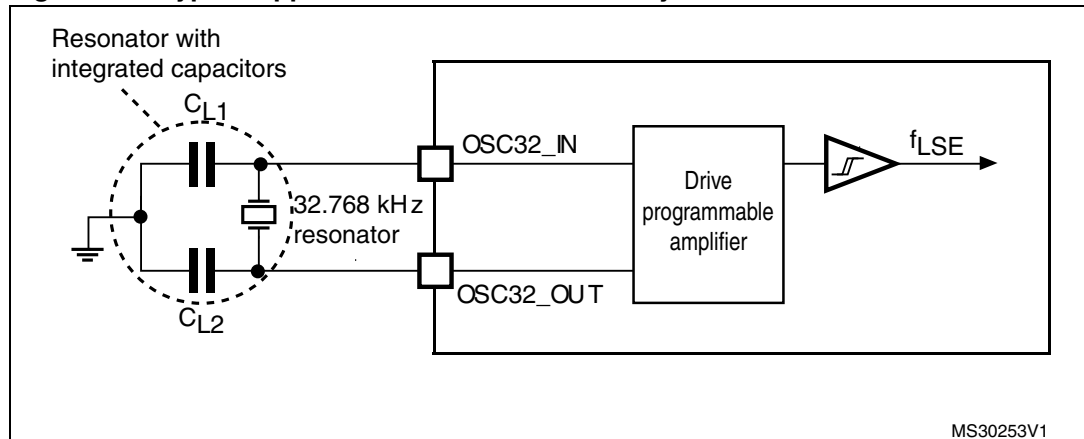 Resonator with
integrated capacitors
CL1
OSC32_IN
fLSE
Drive
programmable
amplifier
32.768 kHz
resonator
OSC32_OUT
CL2
MS30253V1